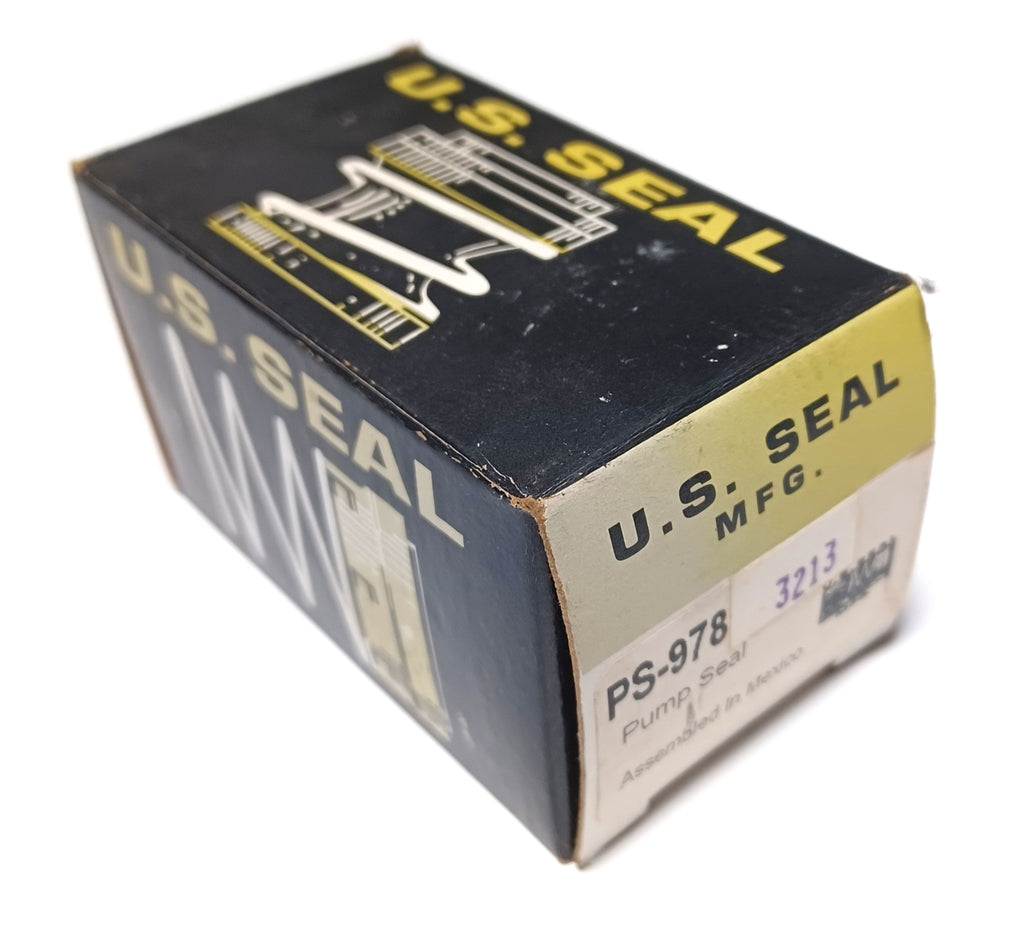 U.S. SEAL
U.S. SEAL
U.S. SEAL
MFG.
3213
PS-978
Pump Seal
Assembled In Mexico